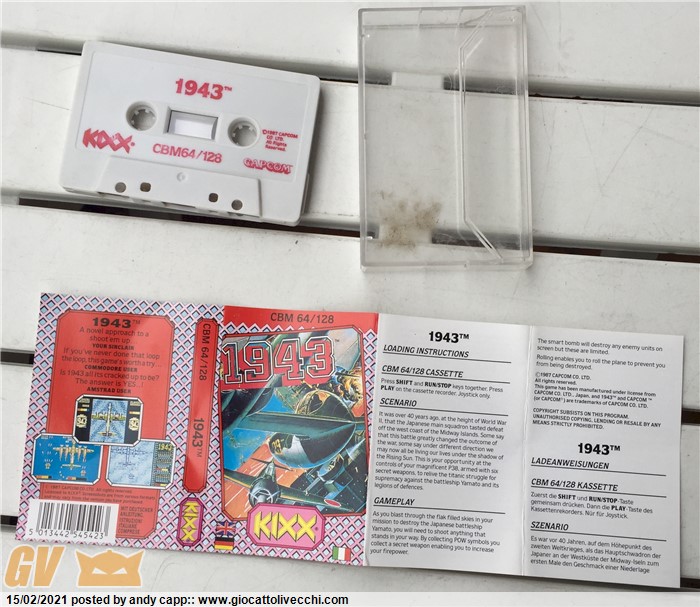 1943™
KIXX
CBM64/128
©1987 CAPCOM
CO. LTD.
All Rights
Reserved.
CAPCOM
1943™
A novel approach to a
shoot em up
YOUR SINCLAIR
If you've never done that loop
the loop, this game's worth a try...
COMMODORE USER
Is 1943 all its cracked up to be?
The answer is YES...!
AMSTRAD USER
MIT DEUTSCHER
ANLEITUNG
ISTRUZIONI
ITALIANE
COMPRESE
5 013442 545423
CBM 64/128
1943™
KIXX
CBM 64/128
1943
KIXX
1943™
LOADING INSTRUCTIONS
CBM 64/128 CASSETTE
Press SHIFT and RUN/STOP keys together. Press
PLAY on the cassette recorder. Joystick only.
SCENARIO
It was over 40 years ago, at the height of World War
II, that the Japanese main squadron tasted defeat
off the west coast of the Midway Islands. Some say
that this battle greatly changed the outcome of
the war, some say under different direction we
may now all be living our lives under the shadow of
the Rising Sun. This is your opportunity at the
controls of your magnificent P38, armed with six
secret weapons, to relive the titanic struggle for
supremacy against the battleship Yamato and its
legions of defences.
GAMEPLAY
As you blast through the flak filled skies in your
mission to destroy the Japanese battleship
Yamato, you will need to shoot anything that
stands in your way. By collecting POW symbols you
collect a secret weapon enabling you to increase
your firepower.
The smart bomb will destroy any enemy units on
screen but these are limited.
Rolling enables you to roll the plane to prevent you
from being destroyed.
©1987 CAPCOM CO. LTD.
All rights reserved.
This game has been manufactured under license from
CAPCOM CO. LTD., Japan, and 1943™ and CAPCOM™
(or CAPCOM™) are trademarks of CAPCOM CO. LTD.
COPYRIGHT SUBSISTS ON THIS PROGRAM.
UNAUTHORISED COPYING, LENDING OR RESALE BY ANY
MEANS STRICTLY PROHIBITED.
1943™
LADEANWEISUNGEN
CBM 64/128 KASSETTE
Zuerst die SHIFT und RUN/STOP-Taste
gemeinsam drücken. Dann die PLAY-Taste des
Kassettenrekorders. Nur für Joystick.
SZENARIO
Es war vor 40 Jahren, auf dem Höhepunkt des
zweiten Weltkrieges, als das Hauptschwadron der
Japaner an der Westküste der Midway-Iseln zum
ersten Male den Geschmack einer Niederlage
GV
15/02/2021 posted by andy capp:: www.giocattolivecchi.com